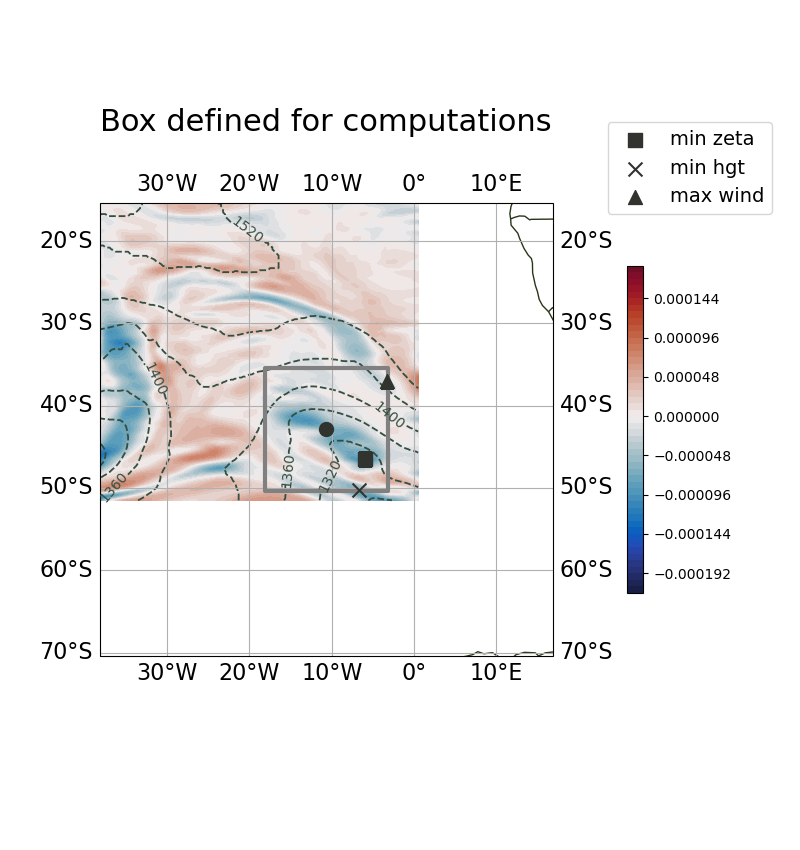 Box defined for computations
min zeta
min hgt
max wind
30°W 20°W 10°W 0° 10°E
20°S 20°S
30°S 30°S
40°S 40°S
50°S 50°S
60°S 60°S
70°S 70°S
30°W 20°W 10°W 0° 10°E
1520
1400
1400
1360
1360
1320
0.000144
0.000096
0.000048
0.000000
−0.000048
−0.000096
−0.000144
−0.000192